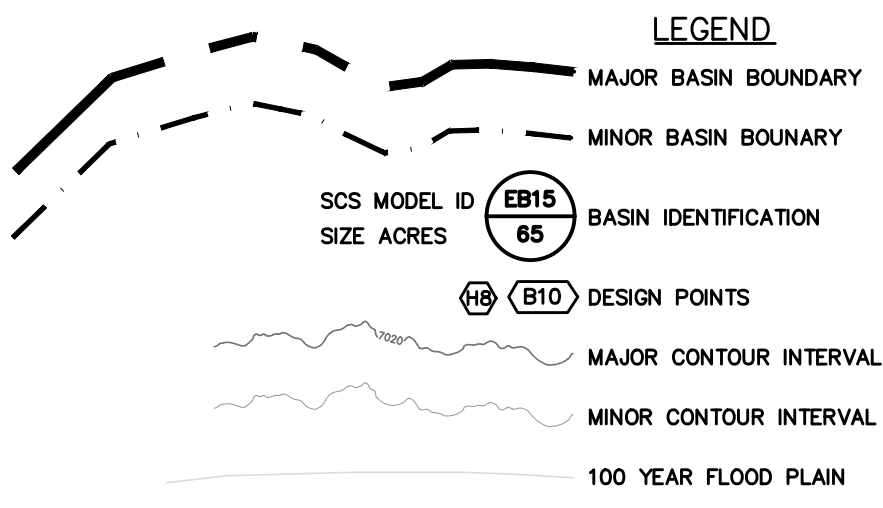 LEGEND
MAJOR BASIN BOUNDARY
MINOR BASIN BOUNARY
SCS MODEL ID
EB15
SIZE ACRES
65
BASIN IDENTIFICATION
H8
B10
DESIGN POINTS
7020
MAJOR CONTOUR INTERVAL
MINOR CONTOUR INTERVAL
100 YEAR FLOOD PLAIN